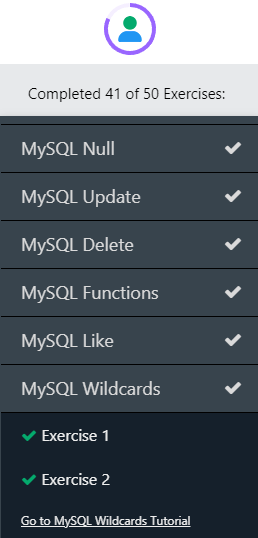 Completed 41 of 50 Exercises:
MySQL Null
MySQL Update
MySQL Delete
MySQL Functions
MySQL Like
MySQL Wildcards
Exercise 1
Exercise 2
Go to MySQL Wildcards Tutorial